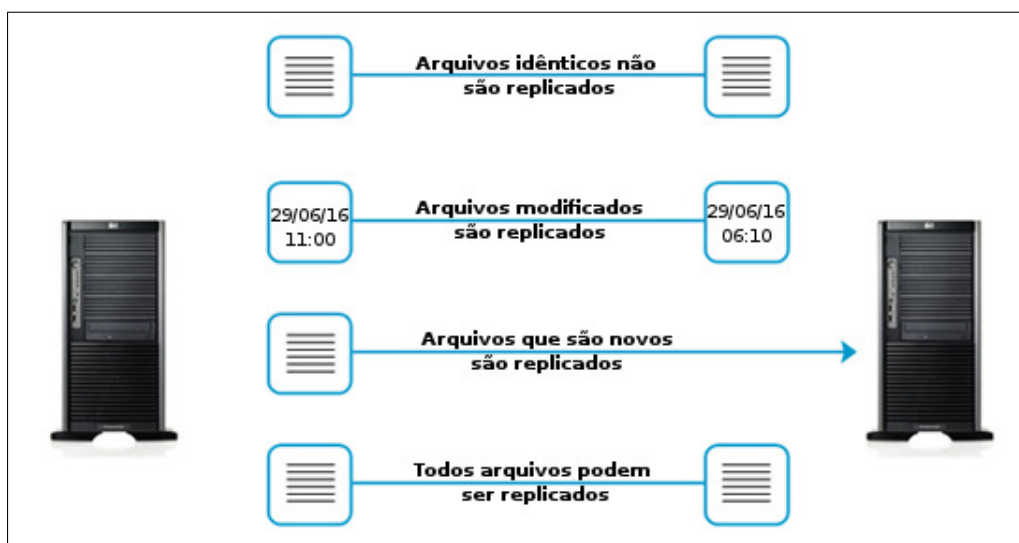 Arquivos idênticos não
são replicados
29/06/16
11:00
Arquivos modificados
são replicados
29/06/16
06:10
Arquivos que são novos
são replicados
Todos arquivos podem
ser replicados